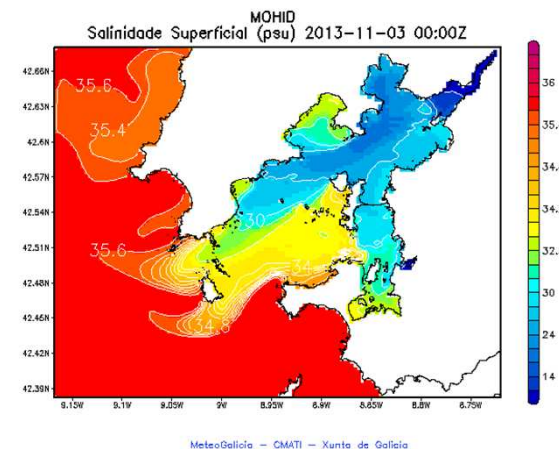 MOHID
Salinidade Superficial (psu) 2013-11-03 00:00Z
42.66N
42.63N
42.6N
42.57N
42.54N
42.51N
42.48N
42.45N
42.42N
42.39N
9.15W 9.1W 9.05W 9W 8.95W 8.9W 8.85W 8.8W 8.75W
35.6
35.4
30
35.6
34.8
36
35.
34.
34
32.
30
24
14
MeteoGalicia - CMATI - Xunta de Galicia